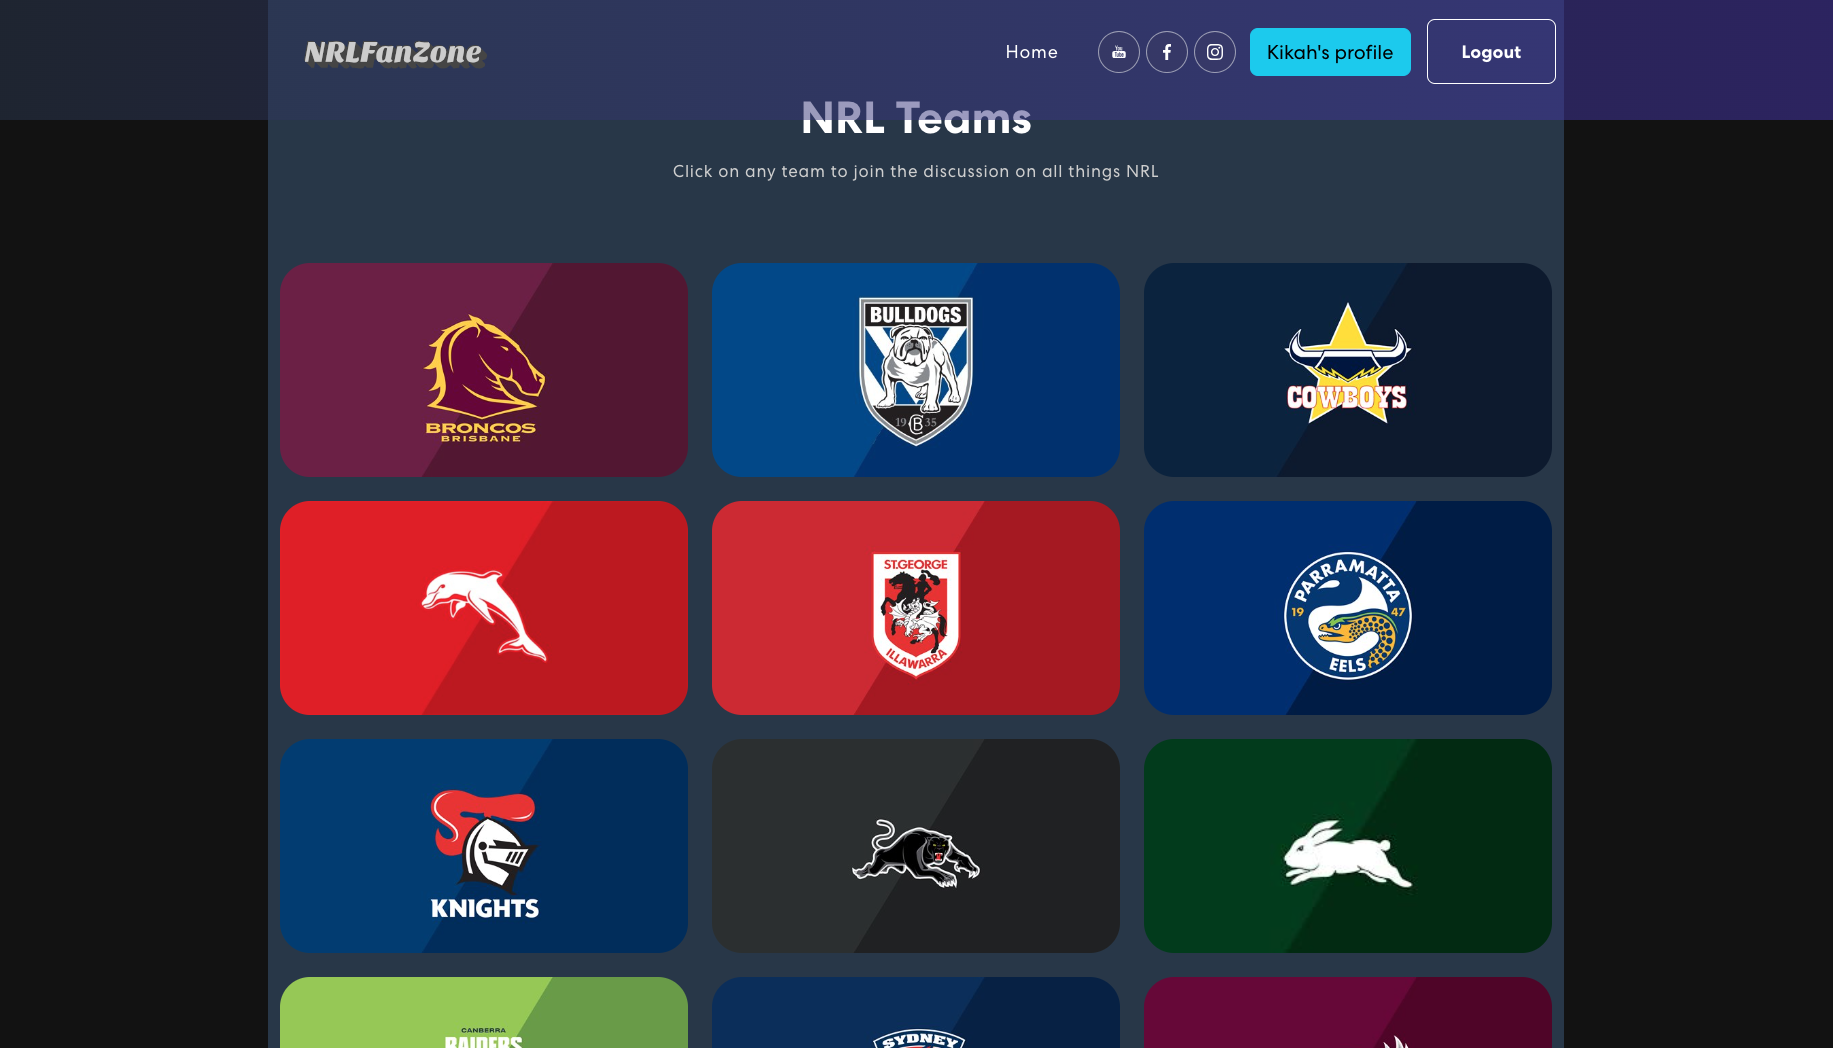 NRLFanZone
Home
Kikah's profile
Logout
NRL Teams
Click on any team to join the discussion on all things NRL
BRONCOS
BRISBANE
BULLDOGS
19 CB 35
COWBOYS
ST.GEORGE
ILLAWARRA
PARRAMATTA
19 47
EELS
KNIGHTS
CANBERRA
RAIDERS
SYDNEY